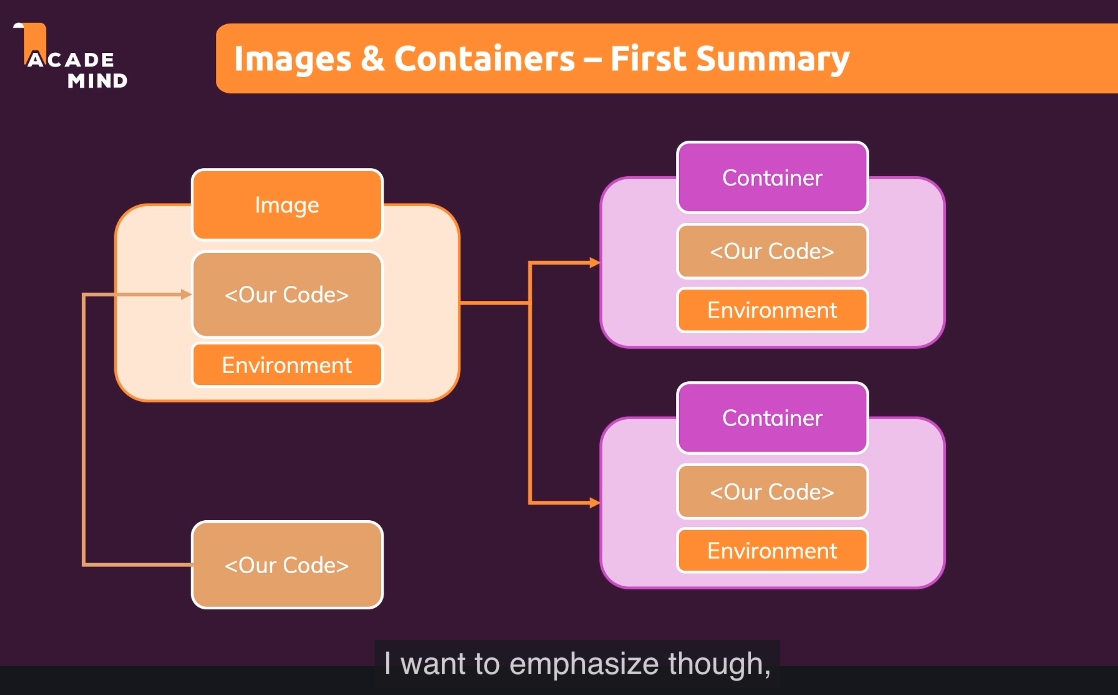 ACADE
MIND
Images & Containers – First Summary
Image
<Our Code>
Environment
<Our Code>
Container
<Our Code>
Environment
Container
<Our Code>
Environment
I want to emphasize though,